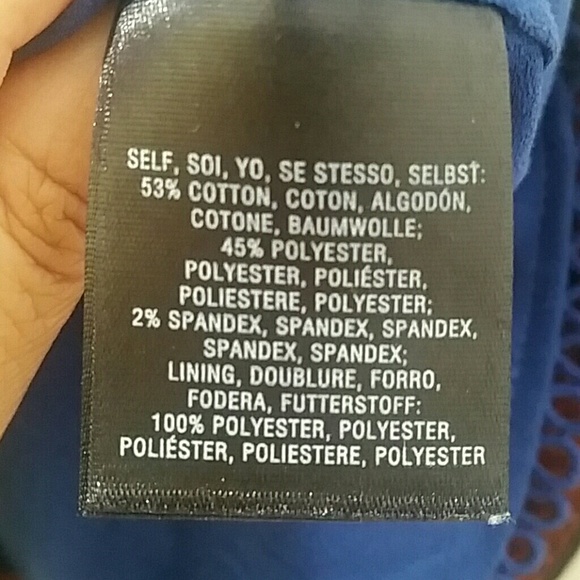 SELF, SOI, YO, SE STESSO, SELBST:
53% COTTON, COTON, ALGODÓN,
COTONE, BAUMWOLLE;
45% POLYESTER,
POLYESTER, POLIÉSTER,
POLIESTERE, POLYESTER;
2% SPANDEX, SPANDEX, SPANDEX,
SPANDEX, SPANDEX;
LINING, DOUBLURE, FORRO,
FODERA, FUTTERSTOFF:
100% POLYESTER, POLYESTER,
POLIÉSTER, POLIESTERE, POLYESTER